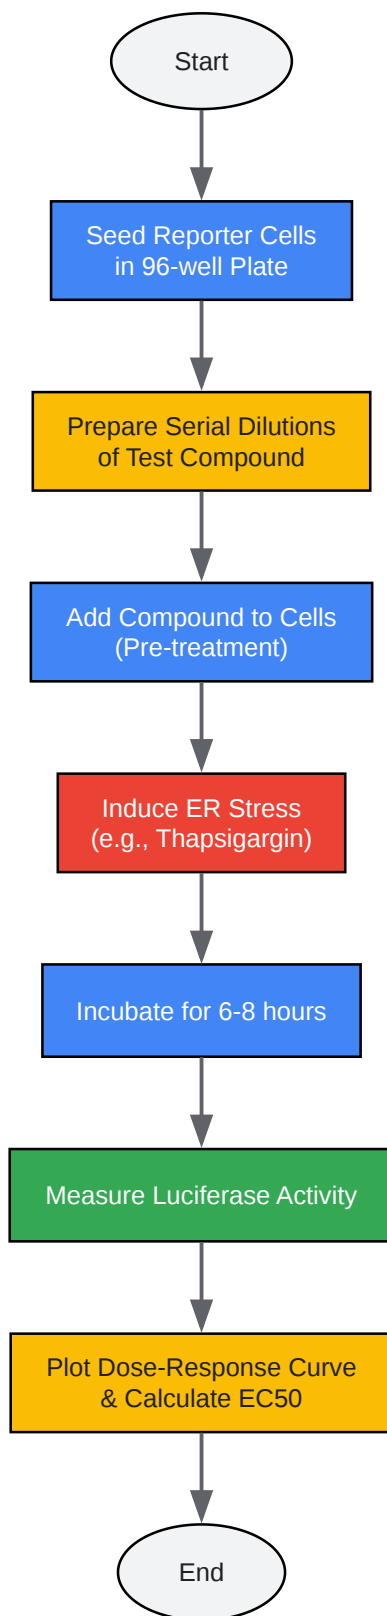 Start
Seed Reporter Cells
in 96-well Plate
Prepare Serial Dilutions
of Test Compound
Add Compound to Cells
(Pre-treatment)
Induce ER Stress
(e.g., Thapsigargin)
Incubate for 6-8 hours
Measure Luciferase Activity
Plot Dose-Response Curve
& Calculate EC50
End